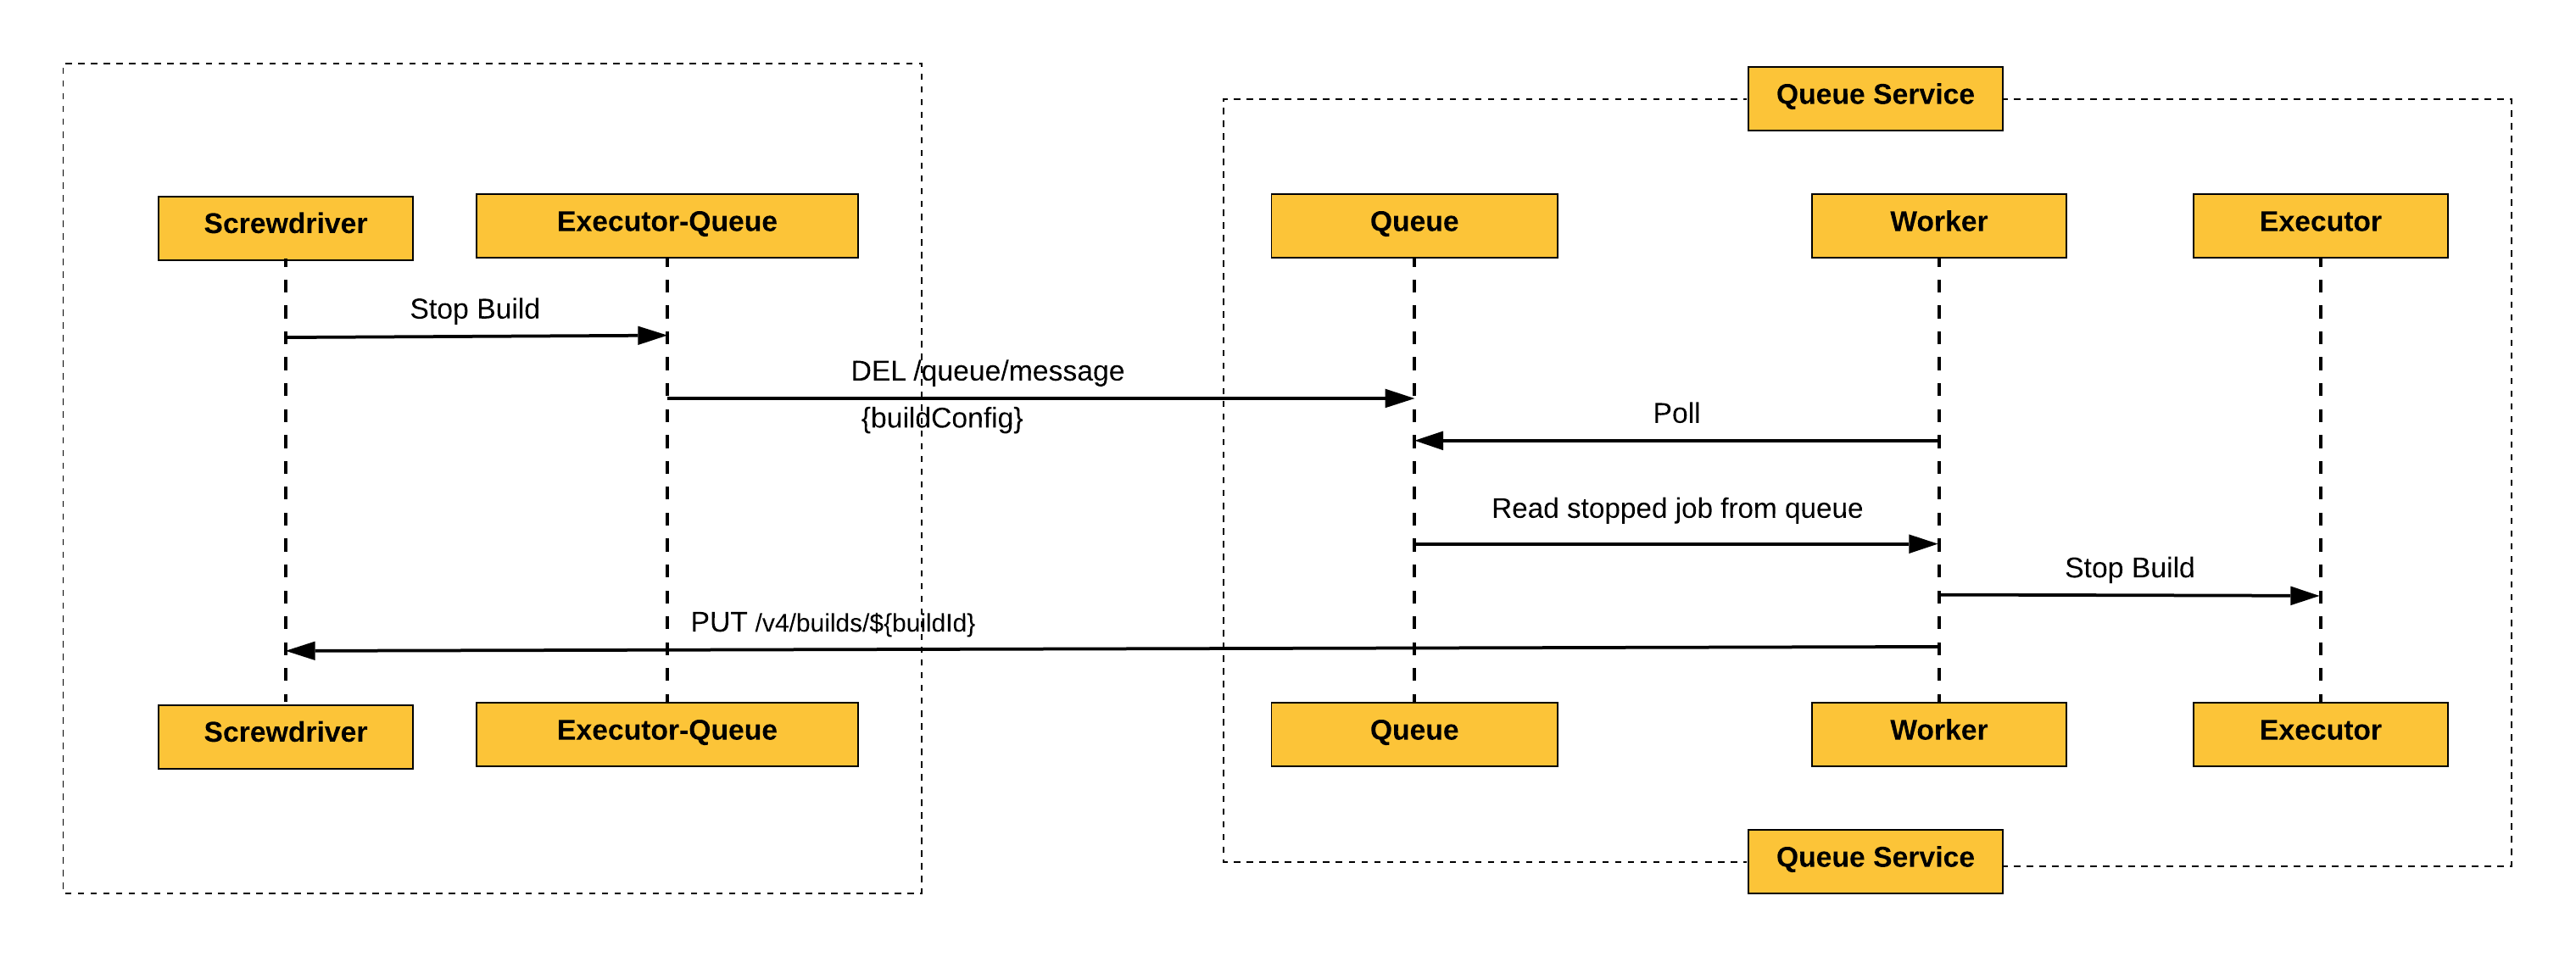 Queue Service
Screwdriver
Executor-Queue
Queue
Worker
Executor
Stop Build
DEL /queue/message
{buildConfig}
Poll
Read stopped job from queue
Stop Build
PUT /v4/builds/${buildId}
Screwdriver
Executor-Queue
Queue
Worker
Executor
Queue Service